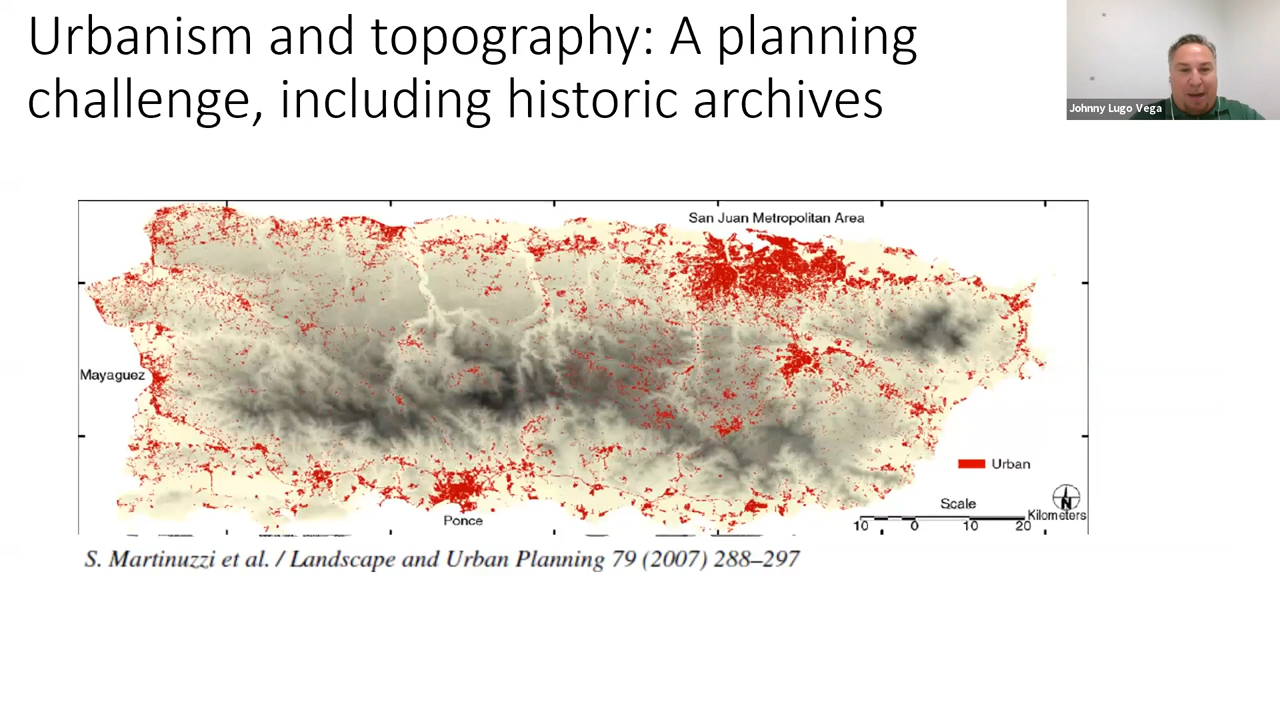 Urbanism and topography: A planning
challenge, including historic archives
Johnny Lugo Vega
San Juan Metropolitan Area
Mayaguez
Urban
N
Scale
Kilometers
10 0 10 20
Ponce
S. Martinuzzi et al. / Landscape and Urban Planning 79 (2007) 288–297